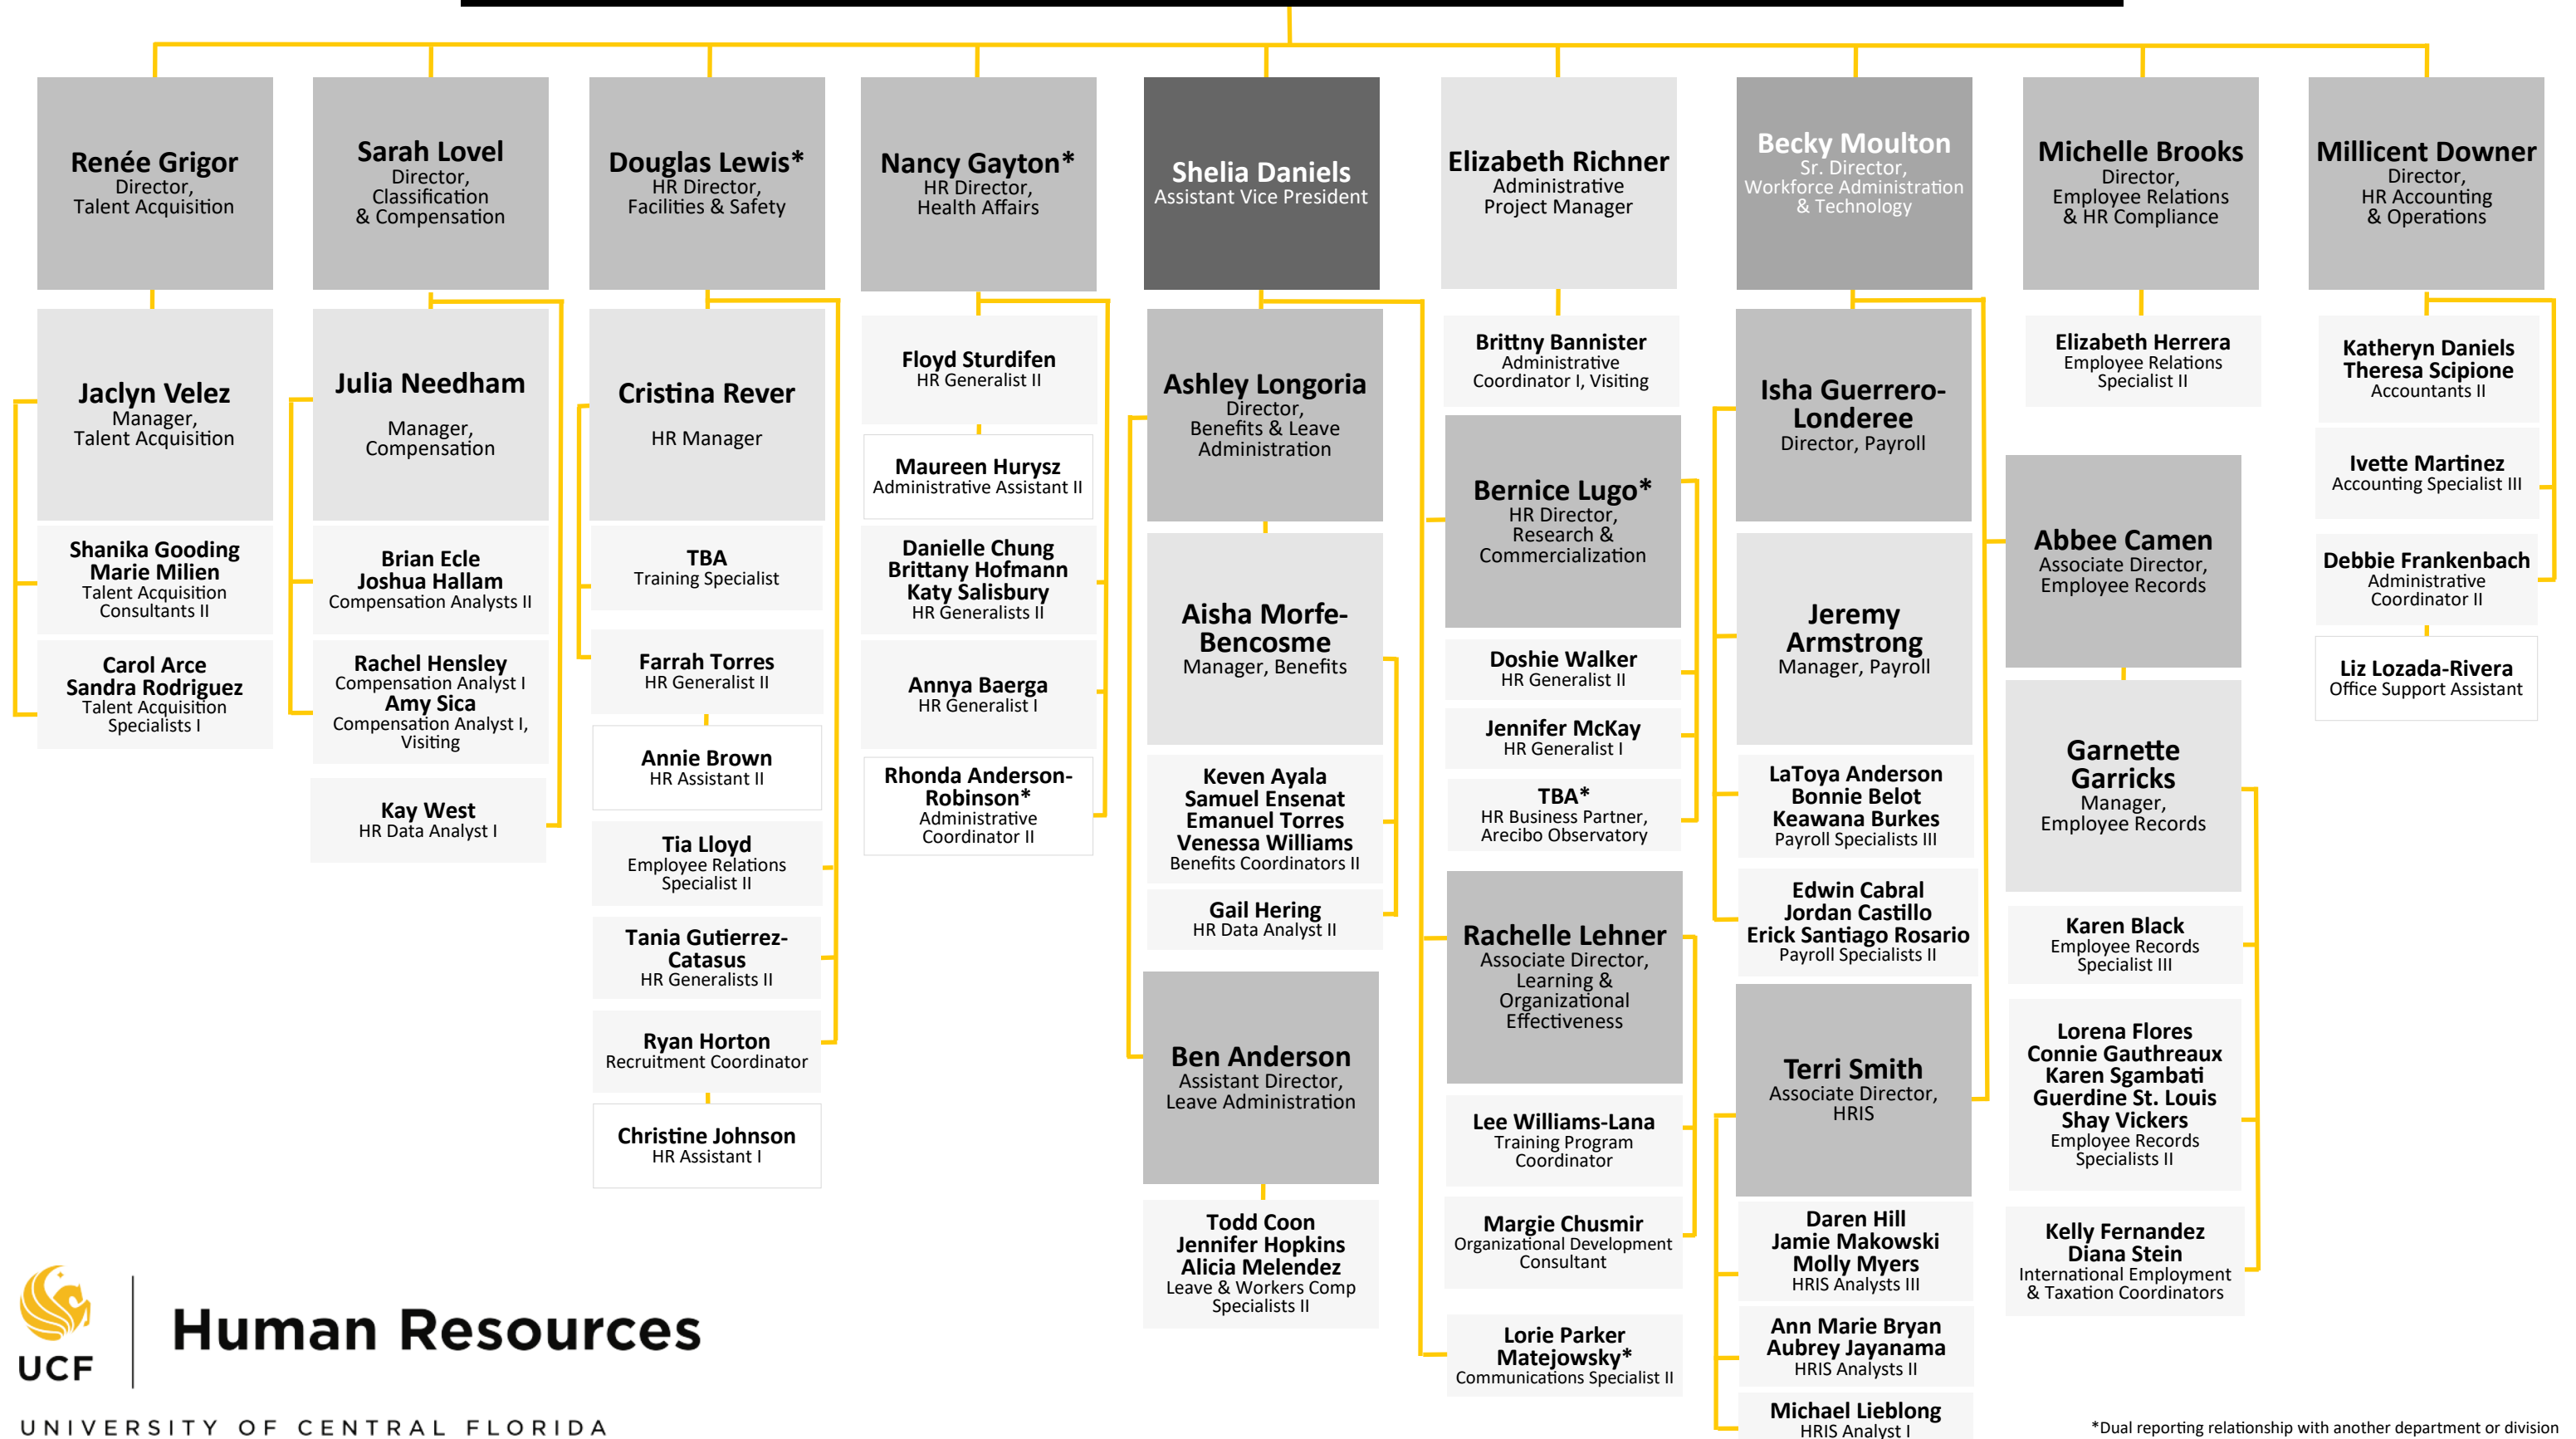 Renée Grigor
Director,
Talent Acquisition
Jaclyn Velez
Manager,
Talent Acquisition
Shanika Gooding
Marie Milien
Talent Acquisition
Consultants II
Carol Arce
Sandra Rodriguez
Talent Acquisition
Specialists I
Sarah Lovel
Director,
Classification
& Compensation
Julia Needham
Manager,
Compensation
Brian Ecle
Joshua Hallam
Compensation Analysts II
Rachel Hensley
Compensation Analyst I
Amy Sica
Compensation Analyst I,
Visiting
Kay West
HR Data Analyst I
Douglas Lewis*
HR Director,
Facilities & Safety
Cristina Rever
HR Manager
TBA
Training Specialist
Farrah Torres
HR Generalist II
Annie Brown
HR Assistant II
Tia Lloyd
Employee Relations
Specialist II
Tania Gutierrez-
Catasus
HR Generalists II
Ryan Horton
Recruitment Coordinator
Christine Johnson
HR Assistant I
Nancy Gayton*
HR Director,
Health Affairs
Floyd Sturdifen
HR Generalist II
Maureen Hurysz
Administrative Assistant II
Danielle Chung
Brittany Hofmann
Katy Salisbury
HR Generalists II
Annya Baerga
HR Generalist I
Rhonda Anderson-
Robinson*
Administrative
Coordinator II
Shelia Daniels
Assistant Vice President
Ashley Longoria
Director,
Benefits & Leave
Administration
Aisha Morfe-
Bencosme
Manager, Benefits
Keven Ayala
Samuel Ensenat
Emanuel Torres
Venessa Williams
Benefits Coordinators II
Gail Hering
HR Data Analyst II
Ben Anderson
Assistant Director,
Leave Administration
Todd Coon
Jennifer Hopkins
Alicia Melendez
Leave & Workers Comp
Specialists II
Elizabeth Richner
Administrative
Project Manager
Brittny Bannister
Administrative
Coordinator I, Visiting
Bernice Lugo*
HR Director,
Research &
Commercialization
Doshie Walker
HR Generalist II
Jennifer McKay
HR Generalist I
TBA*
HR Business Partner,
Arecibo Observatory
Rachelle Lehner
Associate Director,
Learning &
Organizational
Effectiveness
Lee Williams-Lana
Training Program
Coordinator
Margie Chusmir
Organizational Development
Consultant
Lorie Parker
Matejowsky*
Communications Specialist II
Becky Moulton
Sr. Director,
Workforce Administration
& Technology
Isha Guerrero-
Londeree
Director, Payroll
Jeremy
Armstrong
Manager, Payroll
LaToya Anderson
Bonnie Belot
Keawana Burkes
Payroll Specialists III
Edwin Cabral
Jordan Castillo
Erick Santiago Rosario
Payroll Specialists II
Terri Smith
Associate Director,
HRIS
Daren Hill
Jamie Makowski
Molly Myers
HRIS Analysts III
Ann Marie Bryan
Aubrey Jayanama
HRIS Analysts II
Michael Lieblong
HRIS Analyst I
Michelle Brooks
Director,
Employee Relations
& HR Compliance
Elizabeth Herrera
Employee Relations
Specialist II
Abbee Camen
Associate Director,
Employee Records
Garnette
Garricks
Manager,
Employee Records
Karen Black
Employee Records
Specialist III
Lorena Flores
Connie Gauthreaux
Karen Sgambati
Guerdine St. Louis
Shay Vickers
Employee Records
Specialists II
Kelly Fernandez
Diana Stein
International Employment
& Taxation Coordinators
Millicent Downer
Director,
HR Accounting
& Operations
Katheryn Daniels
Theresa Scipione
Accountants II
Ivette Martinez
Accounting Specialist III
Debbie Frankenbach
Administrative
Coordinator II
Liz Lozada-Rivera
Office Support Assistant
UCF
Human Resources
UNIVERSITY OF CENTRAL FLORIDA
*Dual reporting relationship with another department or division